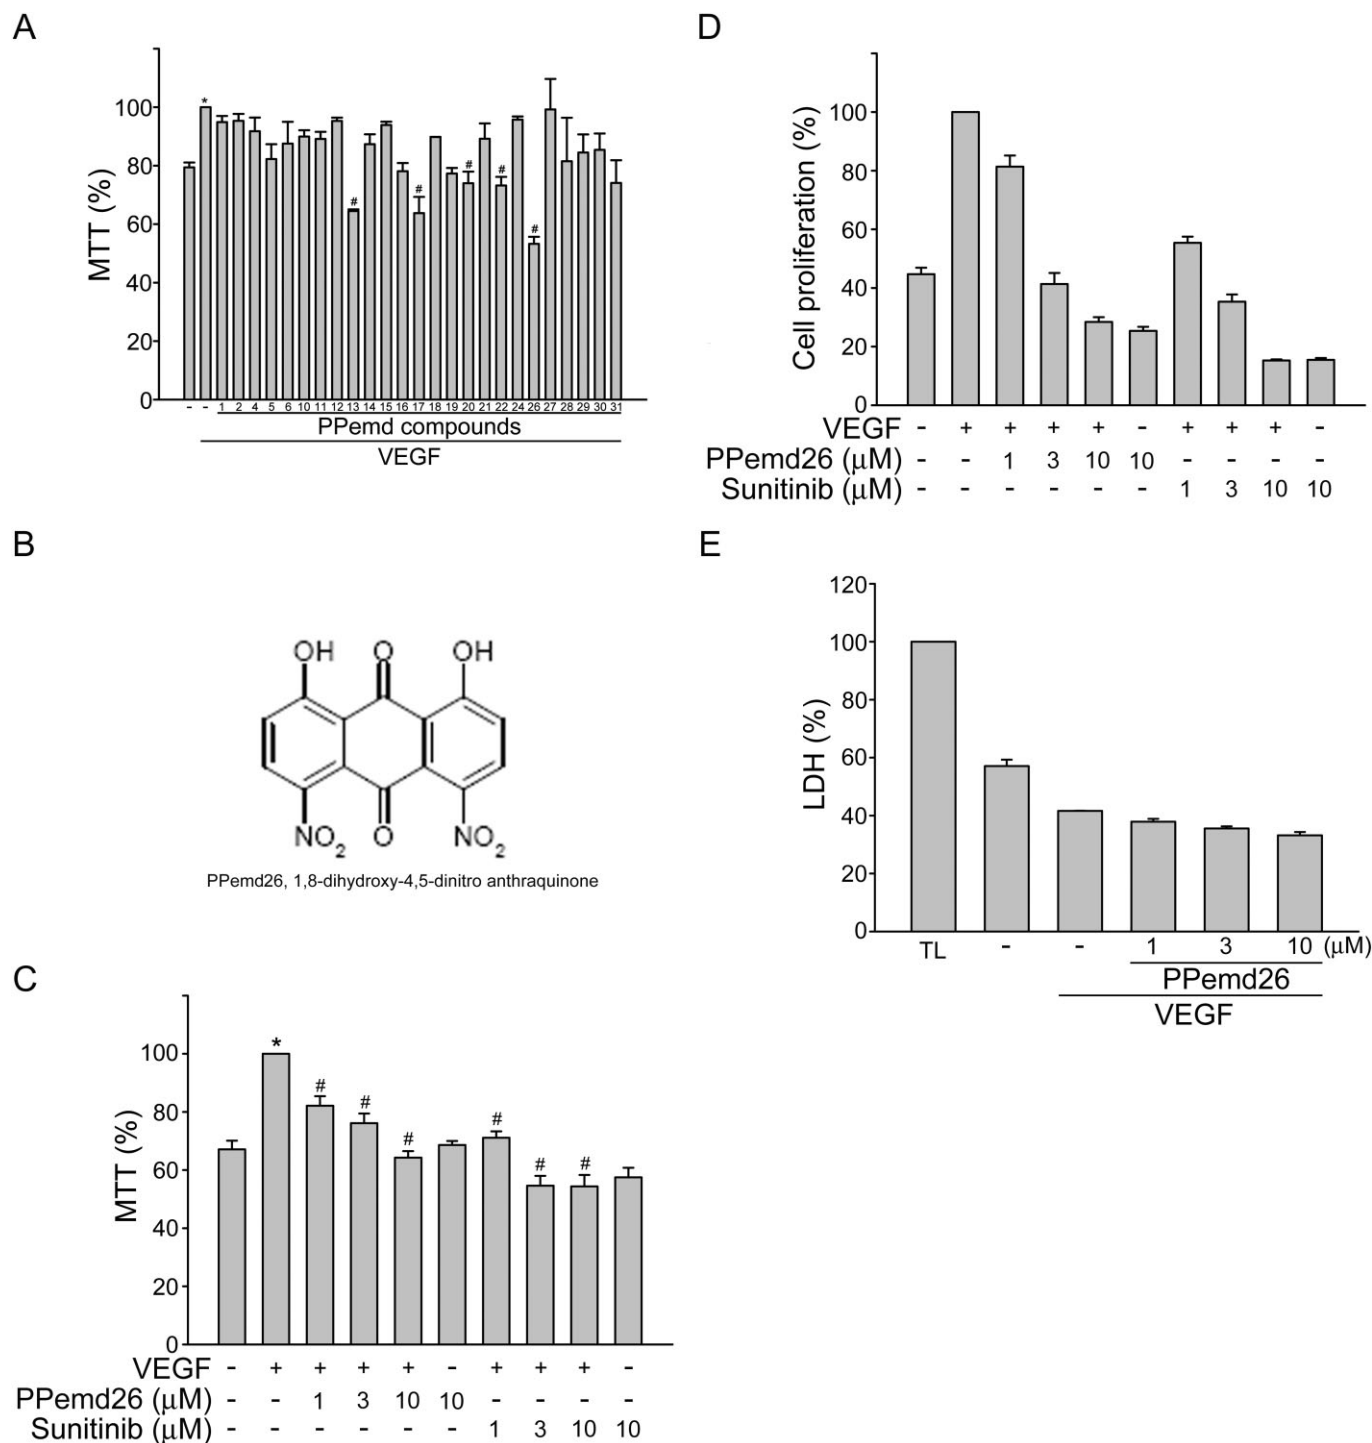 A
MTT (%)
100
80
60
40
20
0
*
#
#
#
#
#
- - 1 2 4 5 6 10 11 12 13 14 15 16 17 18 19 20 21 22 24 26 27 28 29 30 31
PPemd compounds
VEGF
D
Cell proliferation (%)
100
80
60
40
20
0
VEGF - + + + + - + + + -
PPemd26 (μM) - - 1 3 10 10 - - - -
Sunitinib (μM) - - - - - - 1 3 10 10
B
OH O OH
NO2 O NO2
PPemd26, 1,8-dihydroxy-4,5-dinitro anthraquinone
E
LDH (%)
120
100
80
60
40
20
0
TL - - 1 3 10 (μM)
PPemd26
VEGF
C
MTT (%)
100
80
60
40
20
0
*
# # # # # #
VEGF - + + + + - + + + -
PPemd26 (μM) - - 1 3 10 10 - - - -
Sunitinib (μM) - - - - - - 1 3 10 10